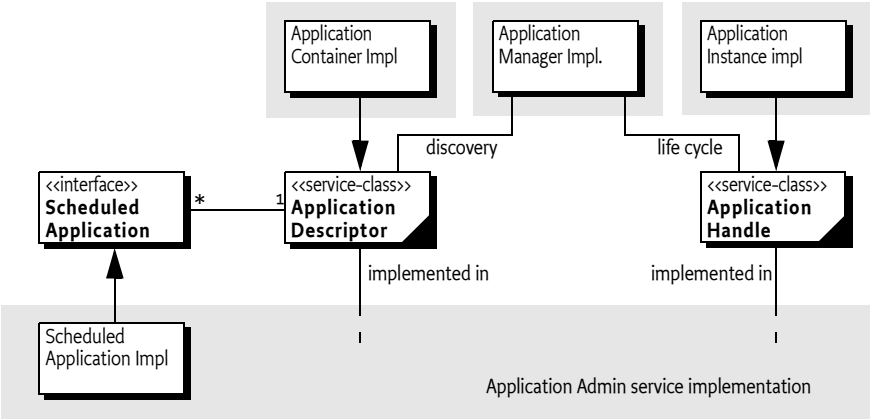 Application
Container Impl
Application
Manager Impl.
Application
Instance impl
discovery
life cycle
<<interface>>
Scheduled
Application
*
1
<<service-class>>
Application
Descriptor
<<service-class>>
Application
Handle
implemented in
implemented in
Scheduled
Application Impl
Application Admin service implementation